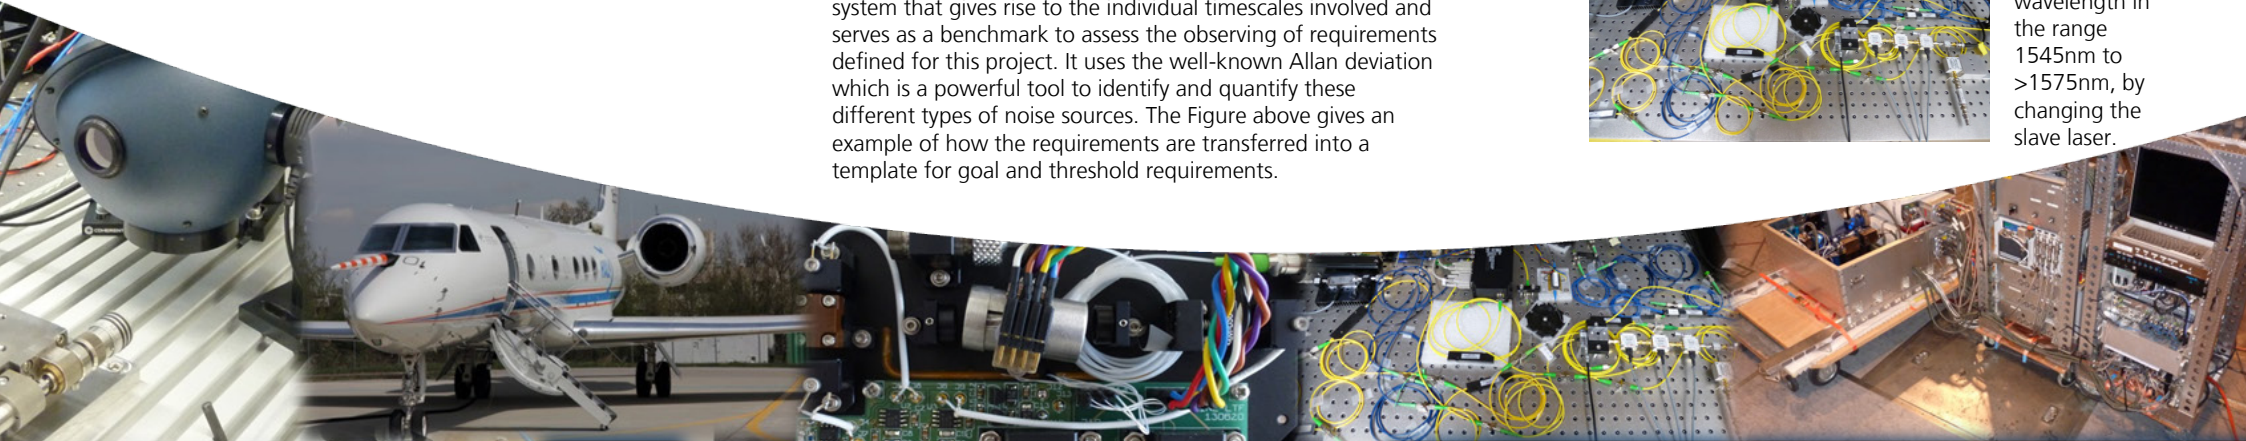 system that gives rise to the individual timescales involved and
serves as a benchmark to assess the observing of requirements
defined for this project. It uses the well-known Allan deviation
which is a powerful tool to identify and quantify these
different types of noise sources. The Figure above gives an
example of how the requirements are transferred into a
template for goal and threshold requirements.
wavelength in
the range
1545nm to
>1575nm, by
changing the
slave laser.
130620